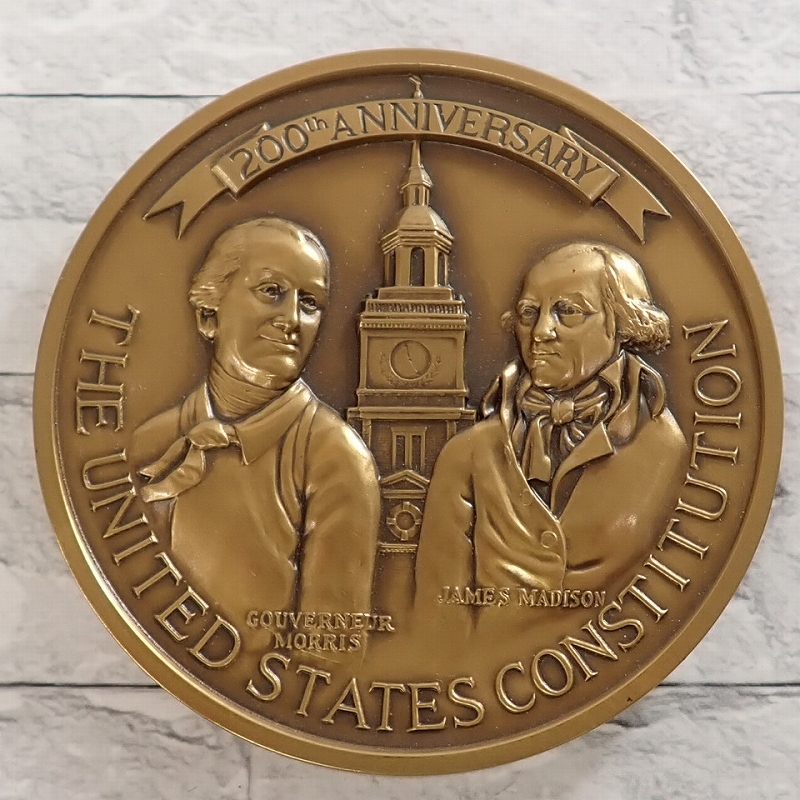 200th ANNIVERSARY
THE UNITED STATES CONSTITUTION
GOUVERNEUR
MORRIS
JAMES MADISON